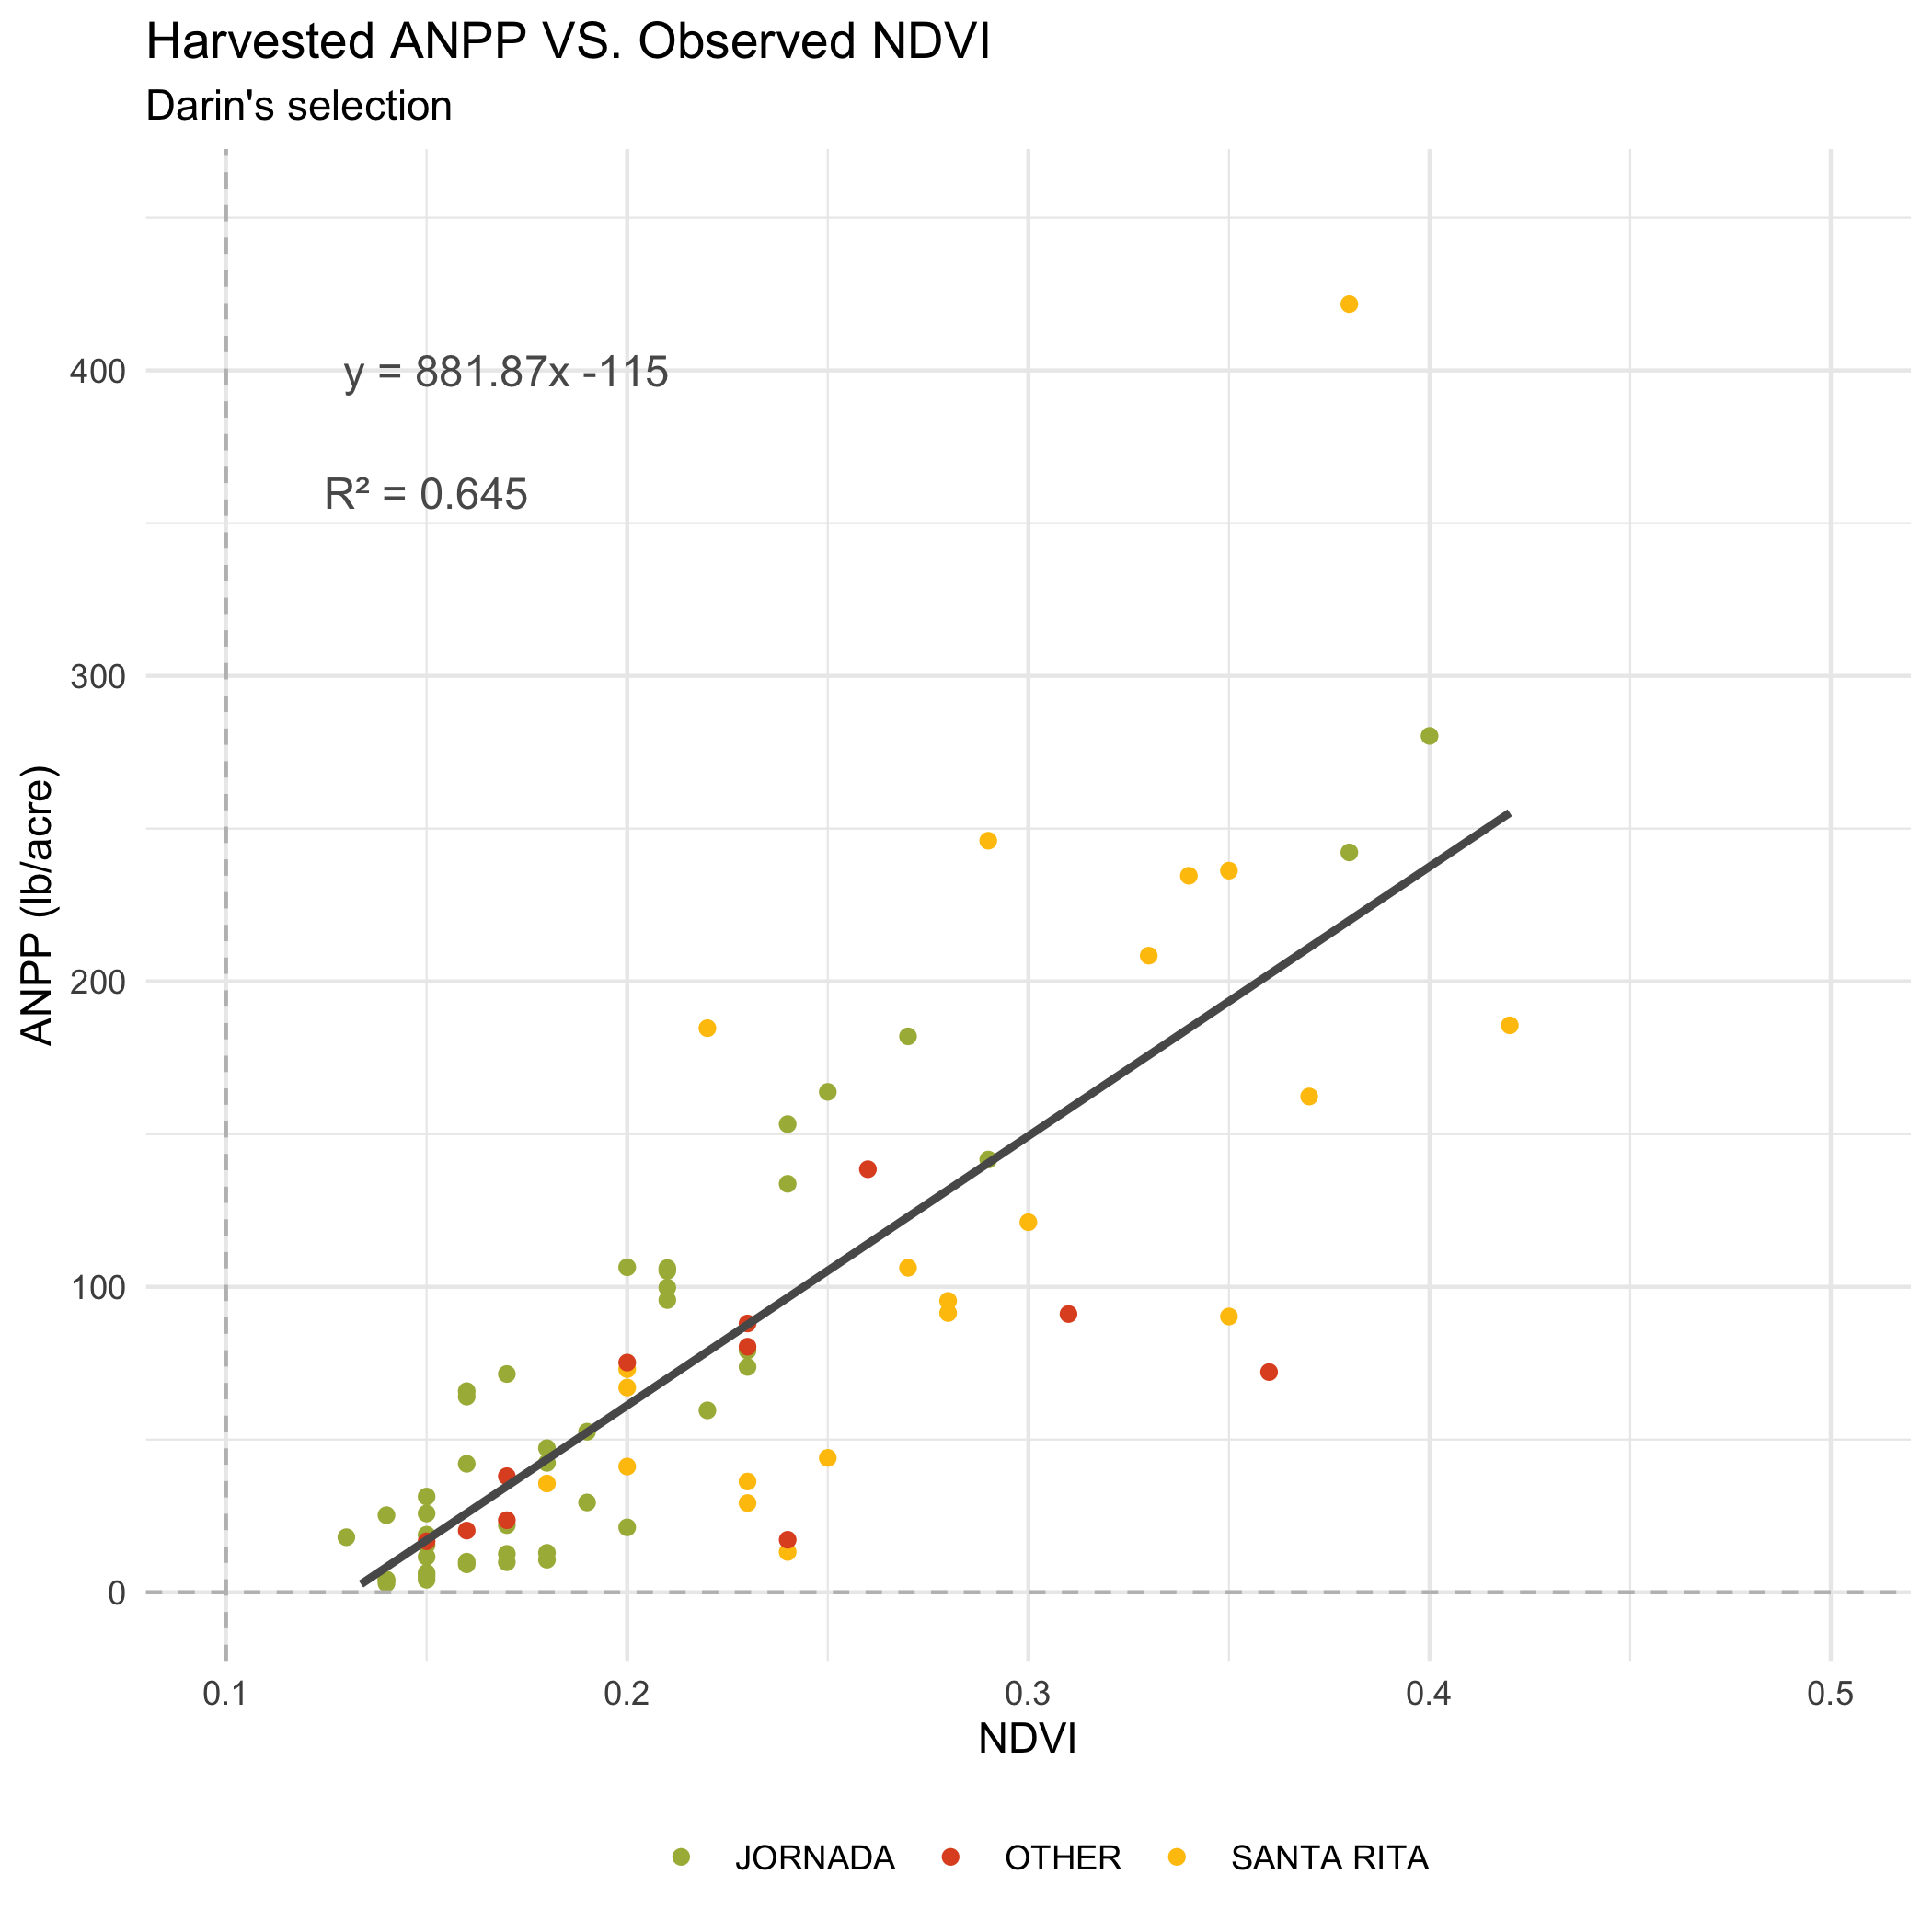 Harvested ANPP VS. Observed NDVI
Darin's selection
y = 881.87x -115
R² = 0.645
ANPP (lb/acre)
400
300
200
100
0
0.1 0.2 0.3 0.4 0.5
NDVI
JORNADA OTHER SANTA RITA